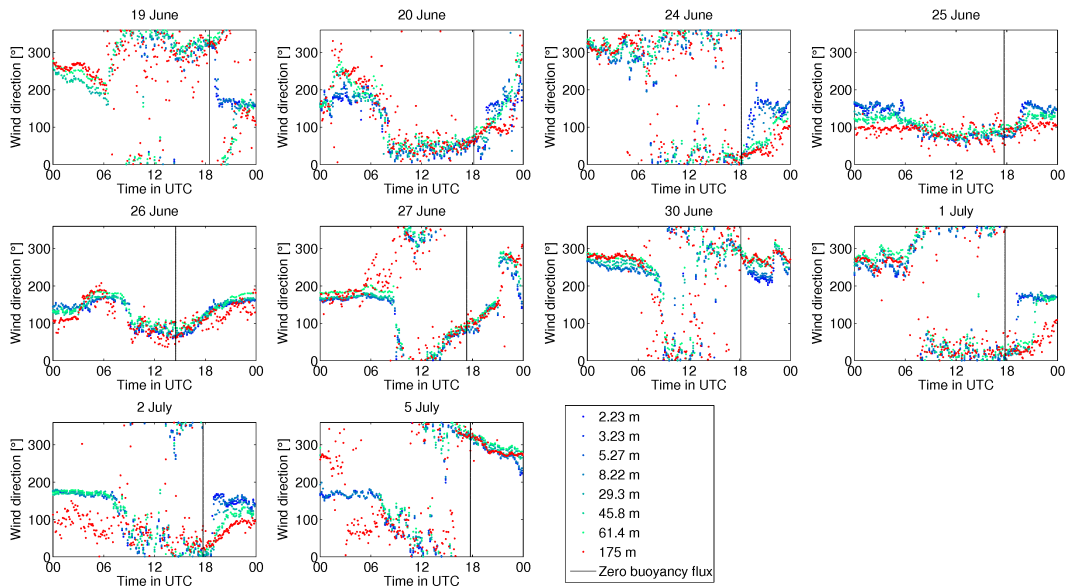 19 June
20 June
24 June
25 June
Wind direction [°]
300
200
100
0
00 06 12 18 00
Time in UTC
Wind direction [°]
300
200
100
0
00 06 12 18 00
Time in UTC
Wind direction [°]
300
200
100
0
00 06 12 18 00
Time in UTC
Wind direction [°]
300
200
100
0
00 06 12 18 00
Time in UTC
26 June
27 June
30 June
1 July
Wind direction [°]
300
200
100
0
00 06 12 18 00
Time in UTC
Wind direction [°]
300
200
100
0
00 06 12 18 00
Time in UTC
Wind direction [°]
300
200
100
0
00 06 12 18 00
Time in UTC
Wind direction [°]
300
200
100
0
00 06 12 18 00
Time in UTC
2 July
5 July
Wind direction [°]
300
200
100
0
00 06 12 18 00
Time in UTC
Wind direction [°]
300
200
100
0
00 06 12 18 00
Time in UTC
2.23 m
3.23 m
5.27 m
8.22 m
29.3 m
45.8 m
61.4 m
175 m
Zero buoyancy flux